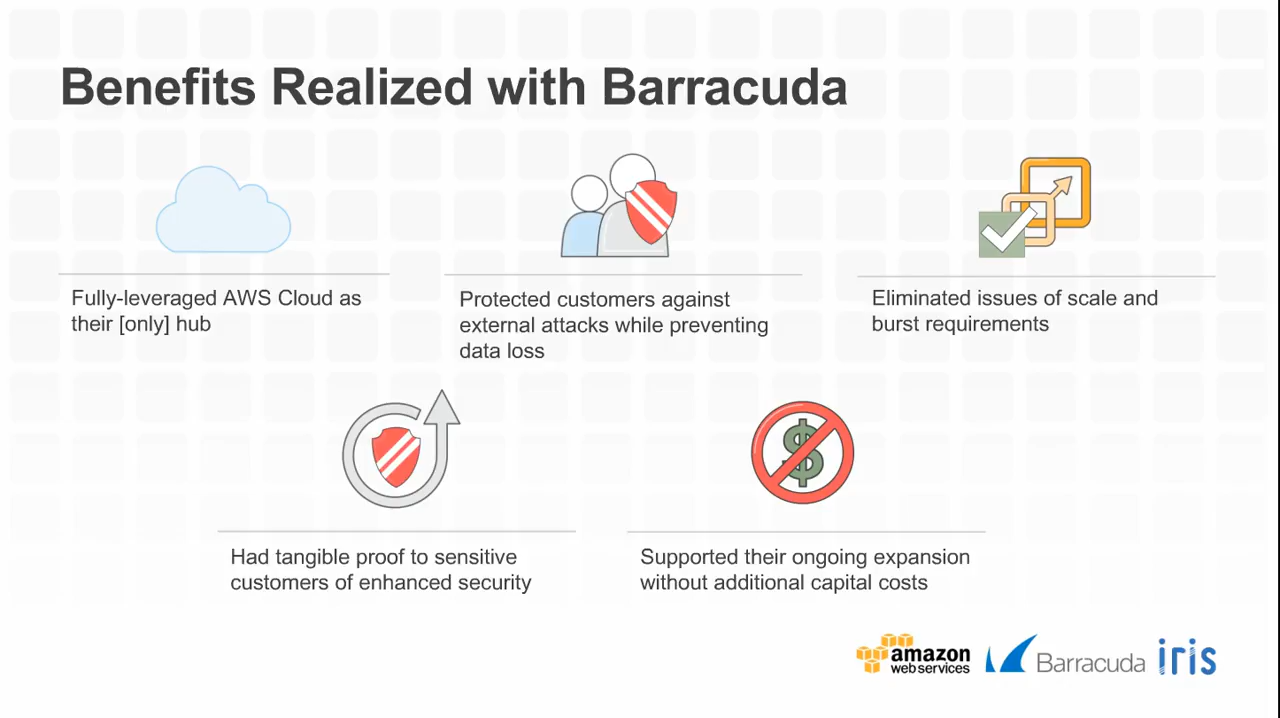 Benefits Realized with Barracuda
Fully-leveraged AWS Cloud as
their [only] hub
Protected customers against
external attacks while preventing
data loss
Eliminated issues of scale and
burst requirements
Had tangible proof to sensitive
customers of enhanced security
Supported their ongoing expansion
without additional capital costs
amazon
webservices
Barracuda
iris